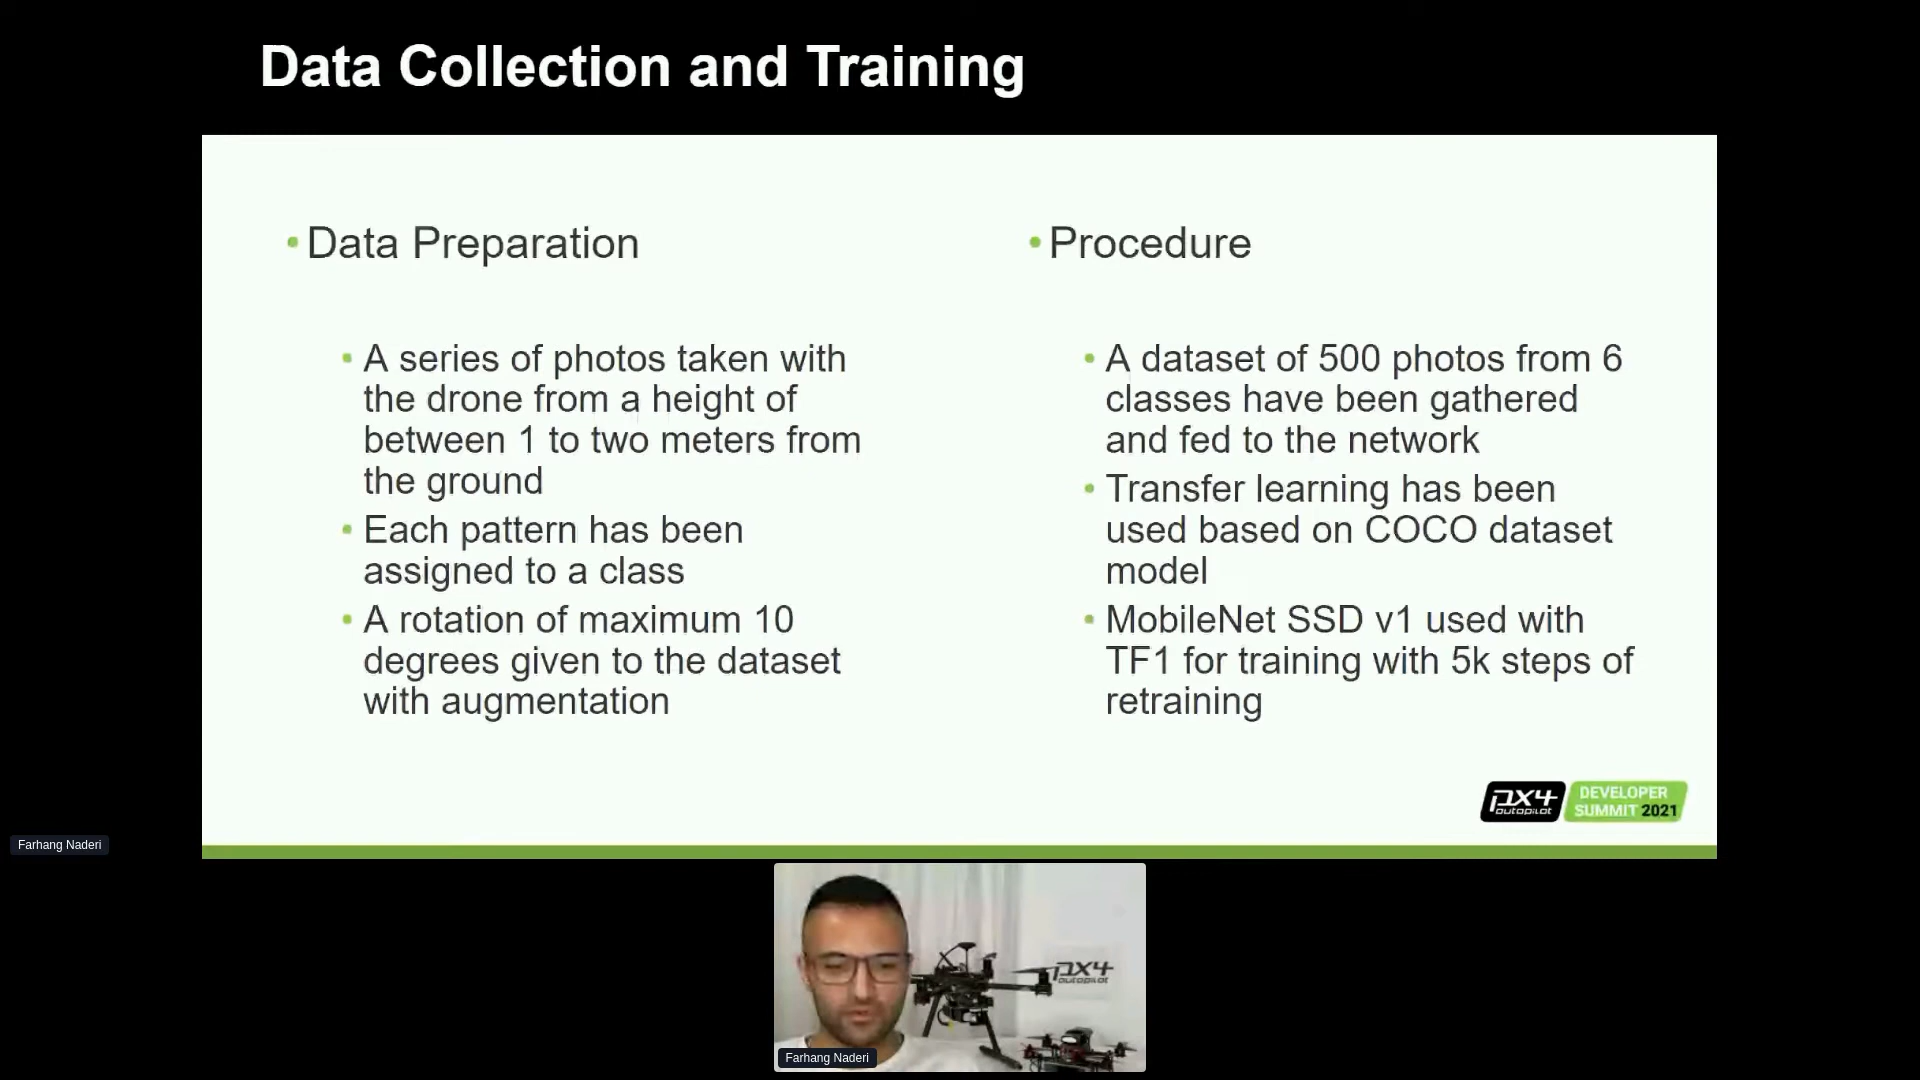 Data Collection and Training
• Data Preparation
• A series of photos taken with
the drone from a height of
between 1 to two meters from
the ground
• Each pattern has been
assigned to a class
• A rotation of maximum 10
degrees given to the dataset
with augmentation
• Procedure
• A dataset of 500 photos from 6
classes have been gathered
and fed to the network
• Transfer learning has been
used based on COCO dataset
model
• MobileNet SSD v1 used with
TF1 for training with 5k steps of
retraining
px4
autopilot
DEVELOPER
SUMMIT 2021
Farhang Naderi
px4
autopilot
Farhang Naderi